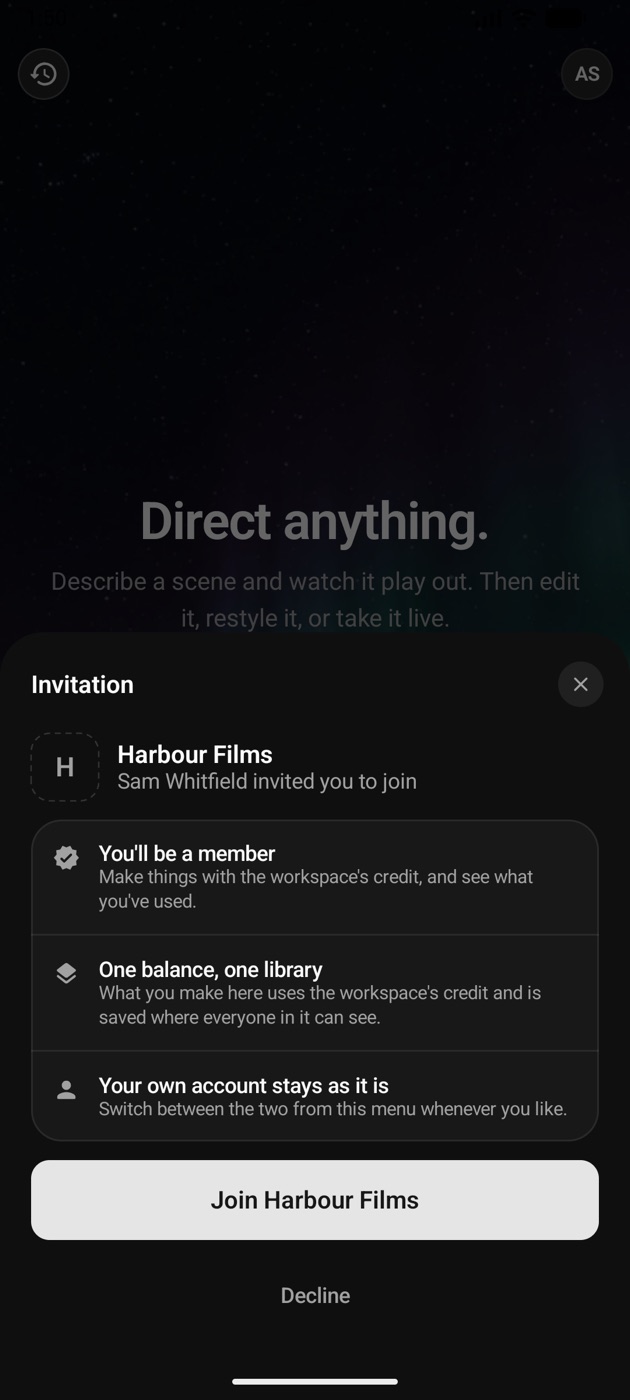 AS
Direct anything.
Describe a scene and watch it play out. Then edit
it, restyle it, or take it live.
Invitation
H
Harbour Films
Sam Whitfield invited you to join
You'll be a member
Make things with the workspace's credit, and see what
you've used.
One balance, one library
What you make here uses the workspace's credit and is
saved where everyone in it can see.
Your own account stays as it is
Switch between the two from this menu whenever you like.
Join Harbour Films
Decline